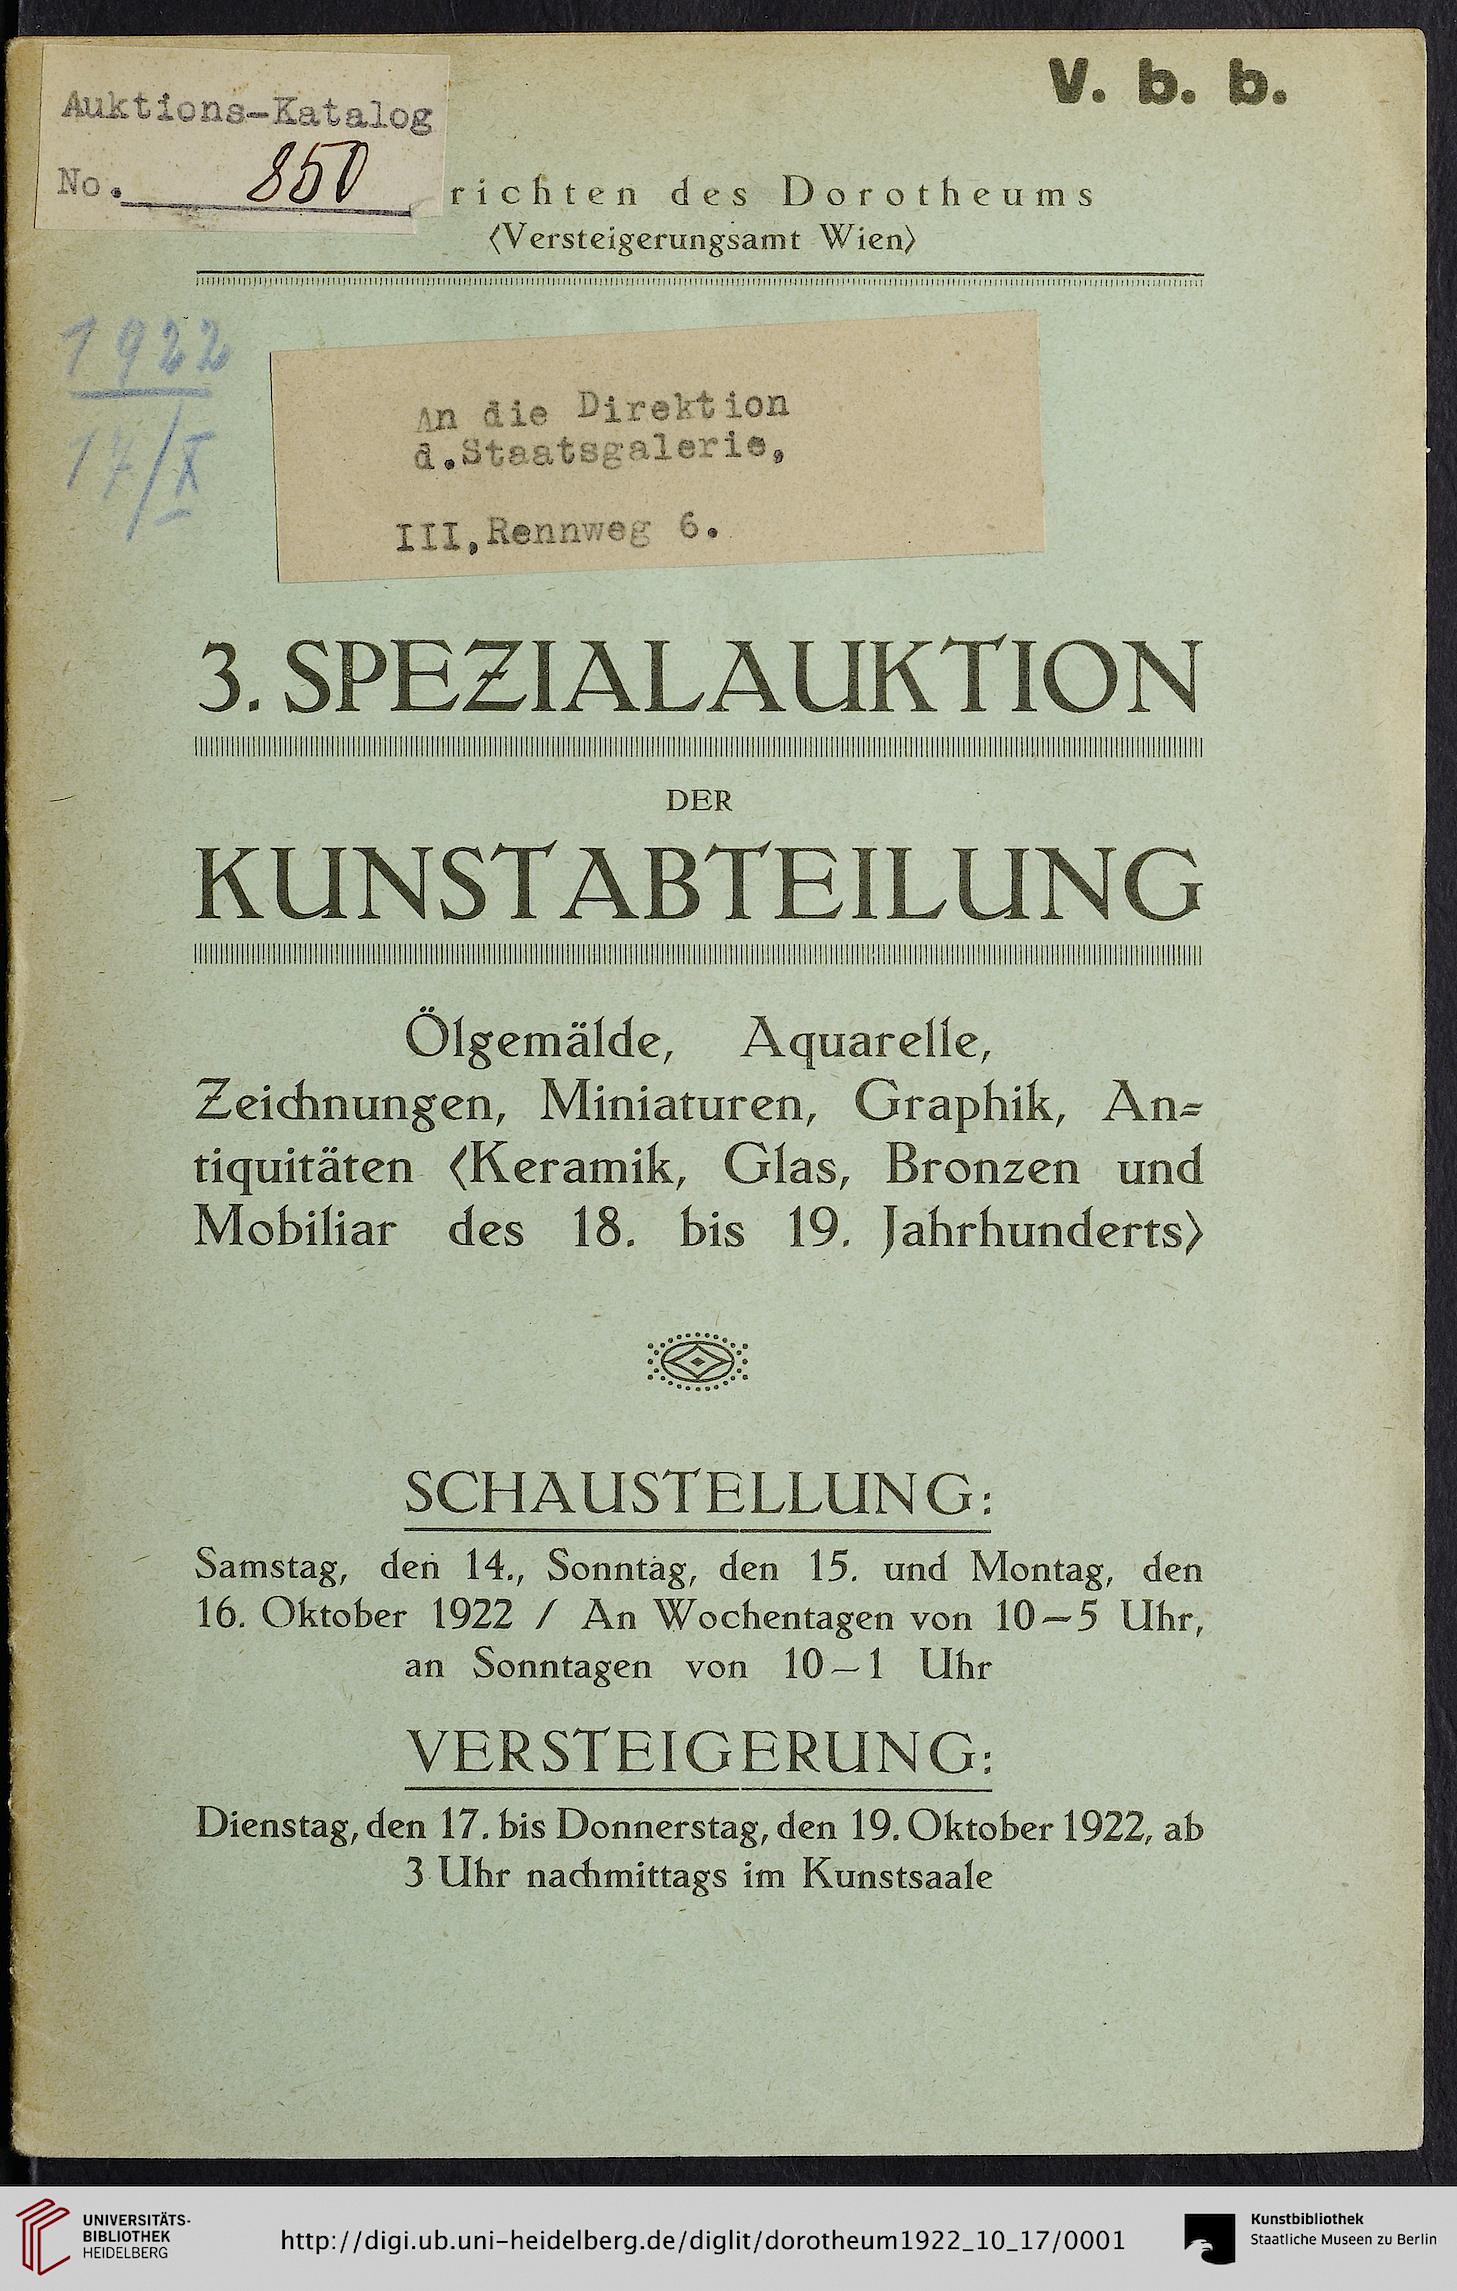 Auktions-Katalog
No. 850
V. b. b.
richten des Dorotheums
(Versteigerungsamt Wien)
1922
17/X
An die Direktion
d.Staatsgalerie,
III,Rennweg 6.
3. SPEZIALAUKTION
DER
KUNSTABTEILUNG
Ölgemälde, Aquarelle,
Zeichnungen, Miniaturen, Graphik, An-
tiquitäten (Keramik, Glas, Bronzen und
Mobiliar des 18. bis 19. Jahrhunderts)
SCHAUSTELLUNG:
Samstag, den 14., Sonntag, den 15. und Montag, den
16. Oktober 1922 / An Wochentagen von 10—5 Uhr,
an Sonntagen von 10—1 Uhr
VERSTEIGERUNG:
Dienstag, den 17. bis Donnerstag, den 19. Oktober 1922, ab
3 Uhr nachmittags im Kunstsaale
UNIVERSITÄTS-
BIBLIOTHEK
HEIDELBERG
http://digi.ub.uni-heidelberg.de/diglit/dorotheum1922_10_17/0001
Kunstbibliothek
Staatliche Museen zu Berlin